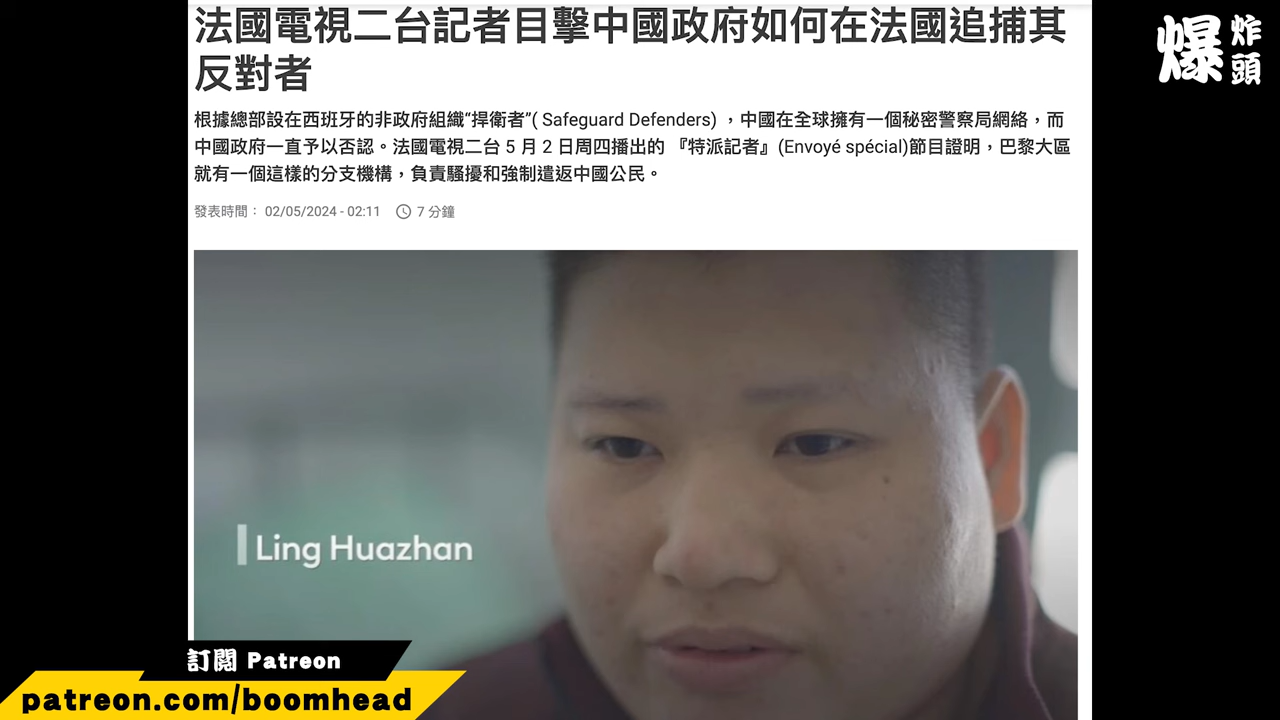 法國電視二台記者目擊中國政府如何在法國追捕其
反對者
爆炸頭
根據總部設在西班牙的非政府組織“捍衛者”( Safeguard Defenders) ，中國在全球擁有一個秘密警察局網絡，而
中國政府一直予以否認。法國電視二台 5 月 2 日周四播出的 『特派記者』(Envoyé spécial)節目證明，巴黎大區
就有一個這樣的分支機構，負責騷擾和強制遣返中國公民。
發表時間： 02/05/2024 - 02:11 7 分鐘
Ling Huazhan
訂閱 Patreon
patreon.com/boomhead